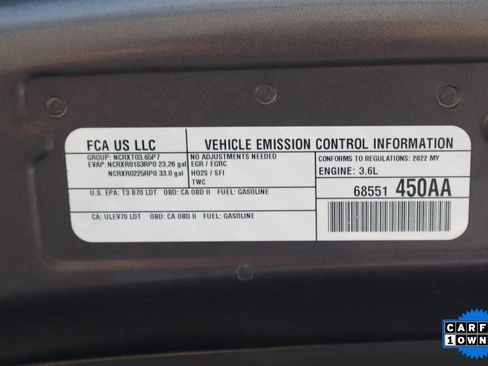 FCA US LLC
VEHICLE EMISSION CONTROL INFORMATION
GROUP: NCRXT03.65P7
EVAP: NCRXR0183RP0 23.26 gal
NCRXR0225RP0 33.0 gal
NO ADJUSTMENTS NEEDED
EGR / EGRC
HO2S / SFI
TWC
CONFORMS TO REGULATIONS: 2022 MY
ENGINE: 3.6L
68551 450AA
U.S. EPA: T3 B70 LDT OBD: CA OBD II FUEL: GASOLINE
CA: ULEV70 LDT OBD: CA OBD II FUEL: GASOLINE
CARF
1 OWN